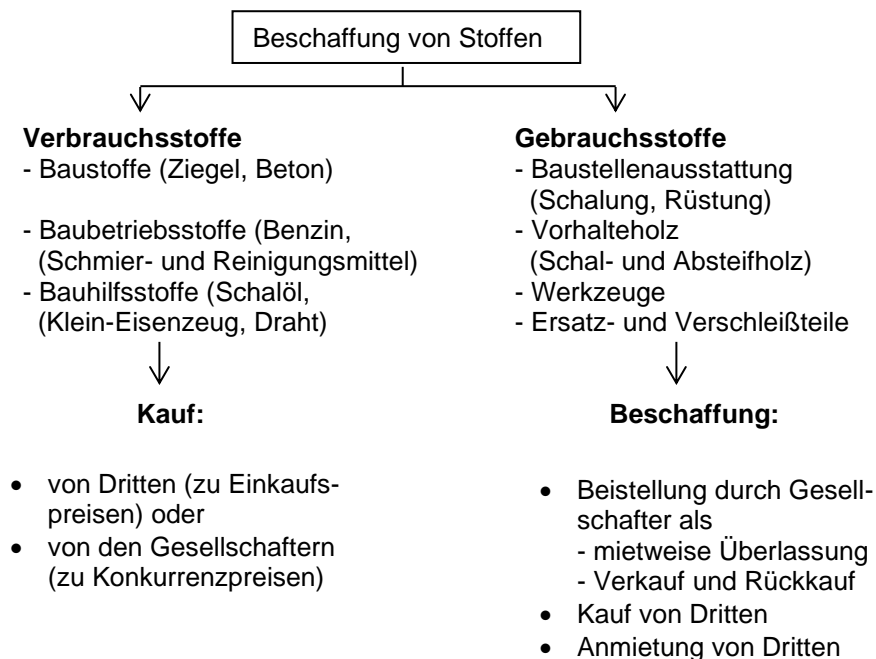 Beschaffung von Stoffen
Verbrauchsstoffe
- Baustoffe (Ziegel, Beton)
- Baubetriebsstoffe (Benzin,
(Schmier- und Reinigungsmittel)
- Bauhilfsstoffe (Schalöl,
(Klein-Eisenzeug, Draht)
Kauf:
• von Dritten (zu Einkaufs-
preisen) oder
• von den Gesellschaftern
(zu Konkurrenzpreisen)
Gebrauchsstoffe
- Baustellenausstattung
(Schalung, Rüstung)
- Vorhalteholz
(Schal- und Absteifholz)
- Werkzeuge
- Ersatz- und Verschleißteile
Beschaffung:
• Beistellung durch Gesell-
schafter als
- mietweise Überlassung
- Verkauf und Rückkauf
• Kauf von Dritten
• Anmietung von Dritten